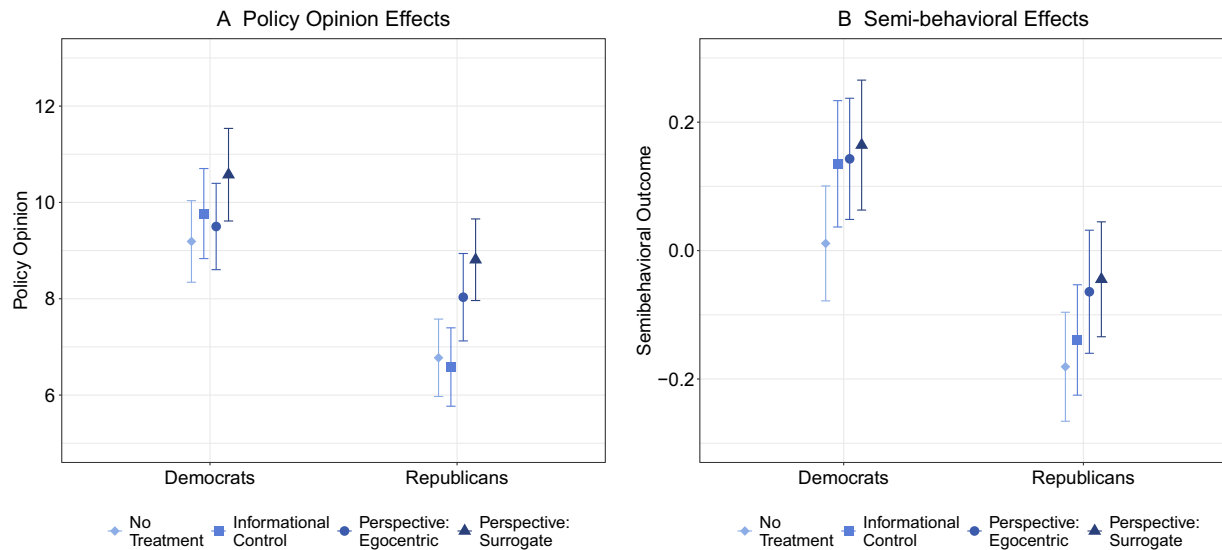 A Policy Opinion Effects
12
10
8
6
Policy Opinion
Democrats
Republicans
No
Treatment
Informational
Control
Perspective:
Egocentric
Perspective:
Surrogate
B Semi-behavioral Effects
0.2
0.0
−0.2
Semibehavioral Outcome
Democrats
Republicans
No
Treatment
Informational
Control
Perspective:
Egocentric
Perspective:
Surrogate